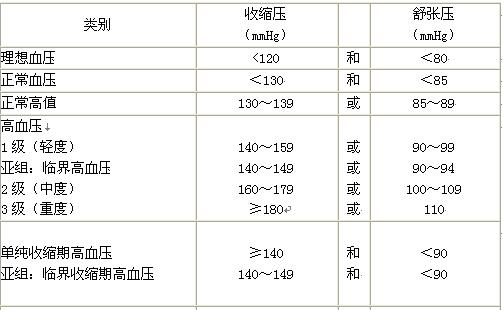 类别 收缩压 舒张压
(mmHg) (mmHg)
理想血压 <120 和 <80
正常血压 <130 和 <85
正常高值 130～139 或 85～89
高血压↓
1级（轻度） 140～159 或 90～99
亚组：临界高血压 140～149 或 90～94
2级（中度） 160～179 或 100～109
3级（重度） ≥180↵ 或 110
单纯收缩期高血压 ≥140 和 <90
亚组：临界收缩期高血压 140～149 和 <90